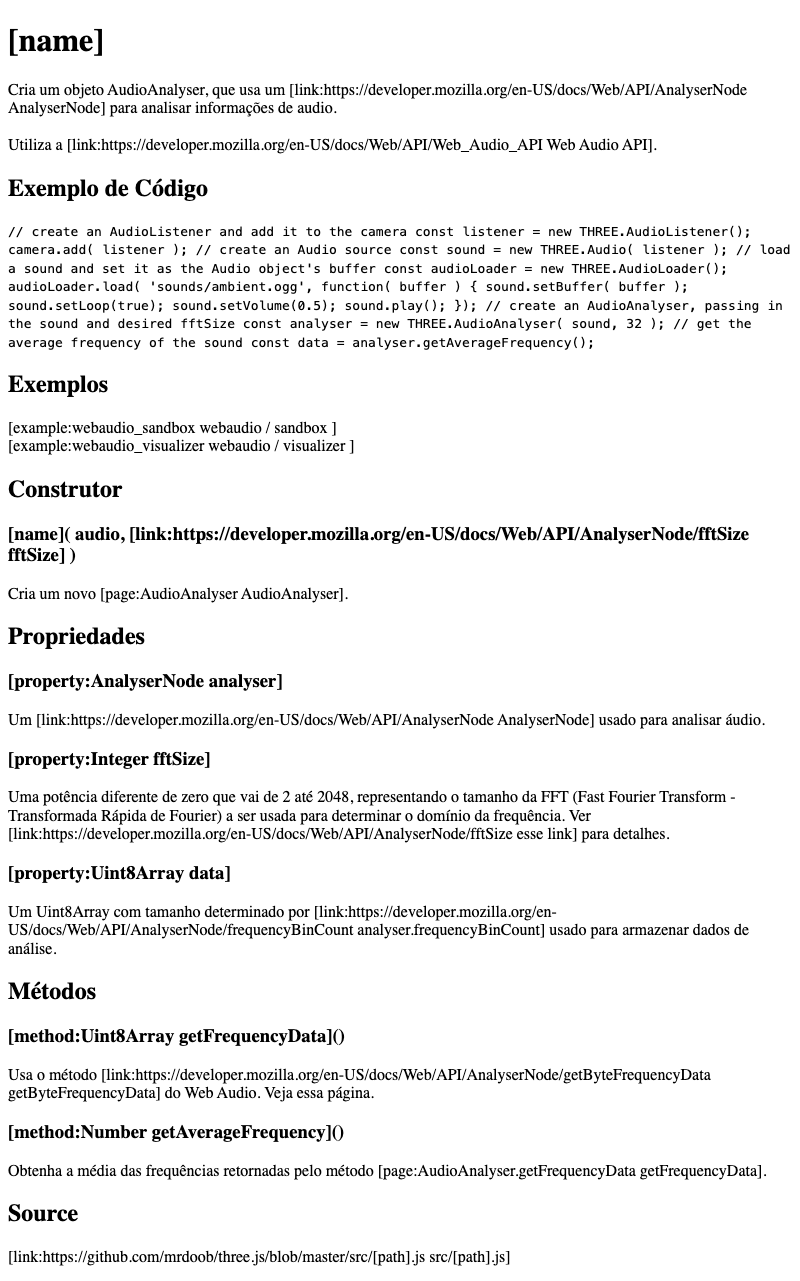 [name]
Cria um objeto AudioAnalyser, que usa um [link:https://developer.mozilla.org/en-US/docs/Web/API/AnalyserNode
AnalyserNode] para analisar informações de audio.
Utiliza a [link:https://developer.mozilla.org/en-US/docs/Web/API/Web_Audio_API Web Audio API].
Exemplo de Código
// create an AudioListener and add it to the camera const listener = new THREE.AudioListener();
camera.add( listener ); // create an Audio source const sound = new THREE.Audio( listener ); // load
a sound and set it as the Audio object's buffer const audioLoader = new THREE.AudioLoader();
audioLoader.load( 'sounds/ambient.ogg', function( buffer ) { sound.setBuffer( buffer );
sound.setLoop(true); sound.setVolume(0.5); sound.play(); }); // create an AudioAnalyser, passing in
the sound and desired fftSize const analyser = new THREE.AudioAnalyser( sound, 32 ); // get the
average frequency of the sound const data = analyser.getAverageFrequency();
Exemplos
[example:webaudio_sandbox webaudio / sandbox ]
[example:webaudio_visualizer webaudio / visualizer ]
Construtor
[name]( audio, [link:https://developer.mozilla.org/en-US/docs/Web/API/AnalyserNode/fftSize
fftSize] )
Cria um novo [page:AudioAnalyser AudioAnalyser].
Propriedades
[property:AnalyserNode analyser]
Um [link:https://developer.mozilla.org/en-US/docs/Web/API/AnalyserNode AnalyserNode] usado para analisar áudio.
[property:Integer fftSize]
Uma potência diferente de zero que vai de 2 até 2048, representando o tamanho da FFT (Fast Fourier Transform -
Transformada Rápida de Fourier) a ser usada para determinar o domínio da frequência. Ver
[link:https://developer.mozilla.org/en-US/docs/Web/API/AnalyserNode/fftSize esse link] para detalhes.
[property:Uint8Array data]
Um Uint8Array com tamanho determinado por [link:https://developer.mozilla.org/en-
US/docs/Web/API/AnalyserNode/frequencyBinCount analyser.frequencyBinCount] usado para armazenar dados de
análise.
Métodos
[method:Uint8Array getFrequencyData]()
Usa o método [link:https://developer.mozilla.org/en-US/docs/Web/API/AnalyserNode/getByteFrequencyData
getByteFrequencyData] do Web Audio. Veja essa página.
[method:Number getAverageFrequency]()
Obtenha a média das frequências retornadas pelo método [page:AudioAnalyser.getFrequencyData getFrequencyData].
Source
[link:https://github.com/mrdoob/three.js/blob/master/src/[path].js src/[path].js]